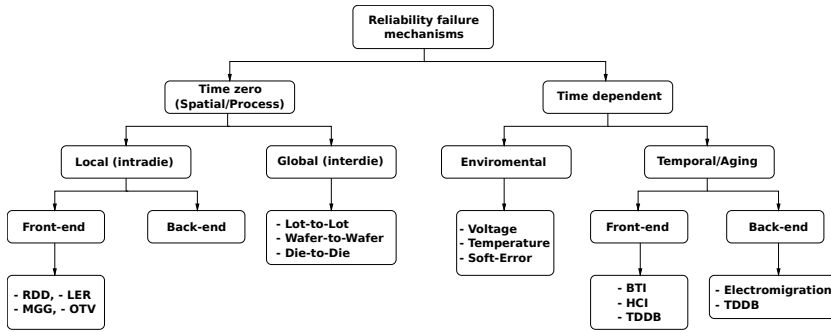 Reliability failure
mechanisms
Time zero
(Spatial/Process)
Time dependent
Local (intradie)
Global (interdie)
Enviromental
Temporal/Aging
Front-end
Back-end
- Lot-to-Lot
- Wafer-to-Wafer
- Die-to-Die
- Voltage
- Temperature
- Soft-Error
Front-end
Back-end
- RDD, - LER
- MGG, - OTV
- BTI
- HCI
- TDDB
- Electromigration
- TDDB